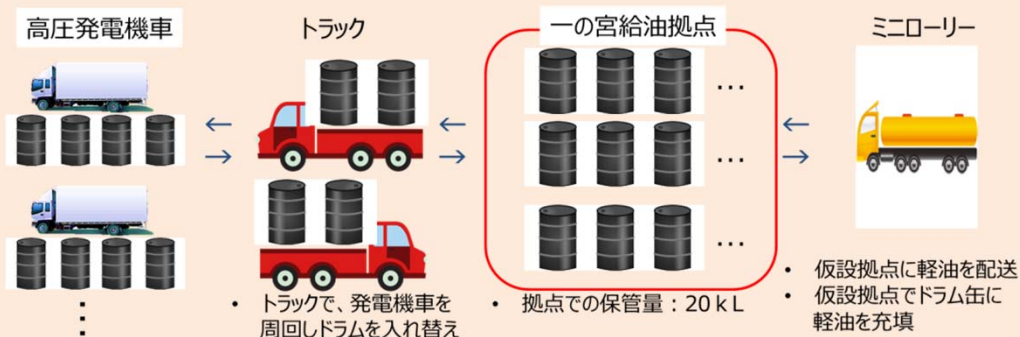 高圧発電機車
トラック
一の宮給油拠点
ミニローリー
…
…
…
・ トラックで、発電機車を
周回しドラムを入れ替え
・ 拠点での保管量：20ｋL
・ 仮設拠点に軽油を配送
・ 仮設拠点でドラム缶に
軽油を充填